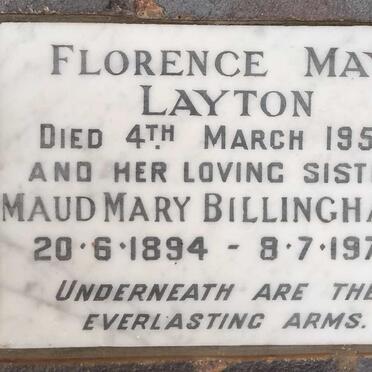 FLORENCE MAY
LAYTON
DIED 4TH MARCH 195
AND HER LOVING SIST
MAUD MARY BILLINGHA
20·6·1894 - 8·7·197
UNDERNEATH ARE THE
EVERLASTING ARMS.